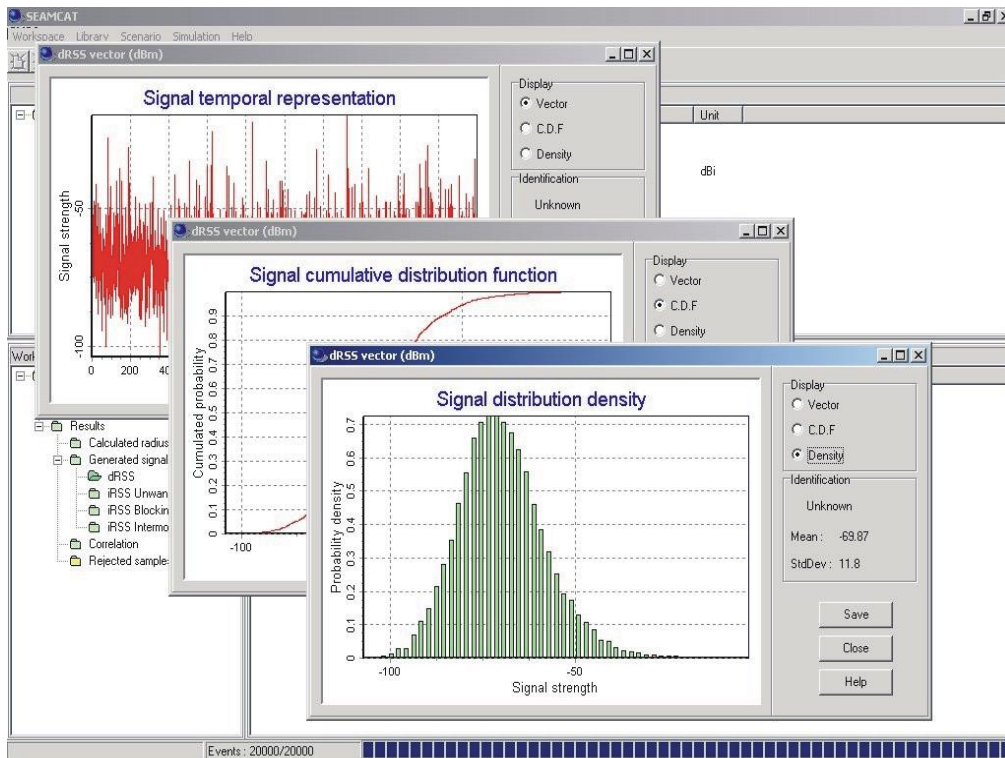 SEAMCAT
Workspace Library Scenario Simulation Help
dRSS vector (dBm)
Signal temporal representation
Signal strength
-50
-100
0 200
Display
Vector
C.D.F
Density
Identification
Unknown
Unit
dBi
dRSS vector (dBm)
Signal cumulative distribution function
Cumulated probability
0.9
0.8
0.7
0.6
0.5
0.4
0.3
0.2
0.1
0
-100
Display
Vector
C.D.F
Density
dRSS vector (dBm)
Signal distribution density
Probability density
0.7
0.6
0.5
0.4
0.3
0.2
0.1
0
-100 -50
Signal strength
Display
Vector
C.D.F
Density
Identification
Unknown
Mean : -69.87
StdDev : 11.8
Save
Close
Help
Results
Calculated radius
Generated signal
dRSS
iRSS Unwan
iRSS Blockin
iRSS Intermo
Correlation
Rejected sample
Events : 20000/20000